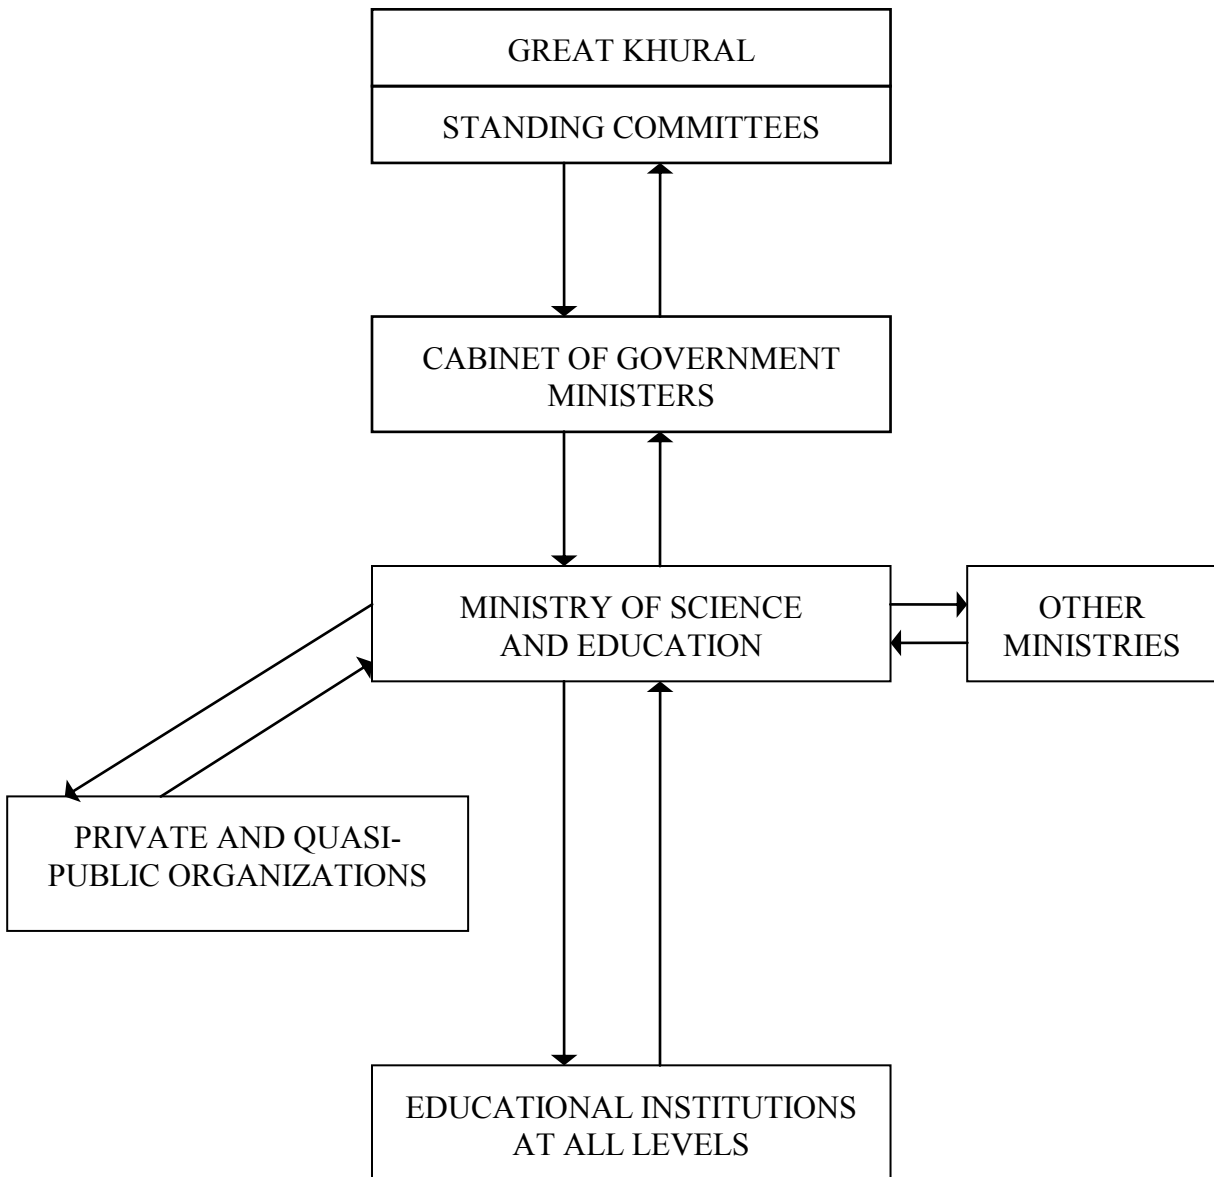 GREAT KHURAL
STANDING COMMITTEES
CABINET OF GOVERNMENT
MINISTERS
MINISTRY OF SCIENCE
AND EDUCATION
OTHER
MINISTRIES
PRIVATE AND QUASI-
PUBLIC ORGANIZATIONS
EDUCATIONAL INSTITUTIONS
AT ALL LEVELS